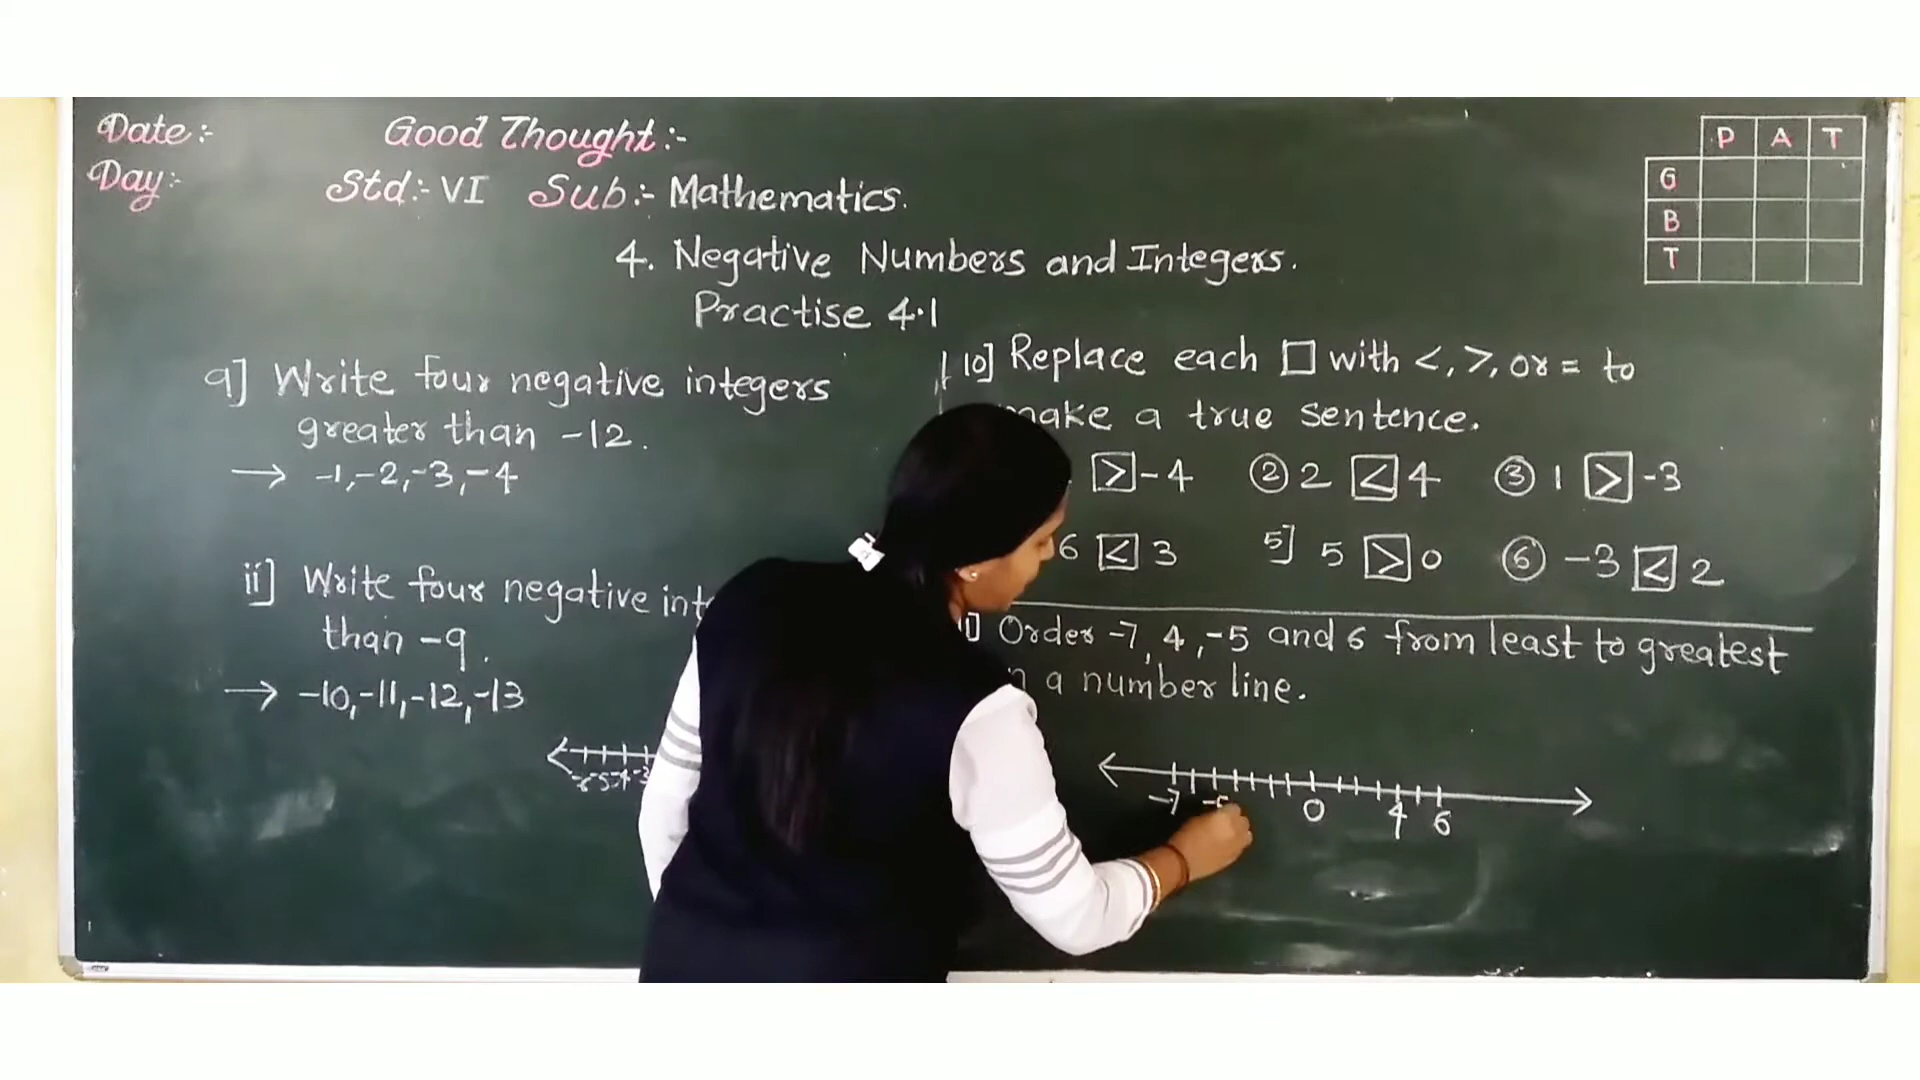 Date:-
Good Thought:-
Day:-
Std:- VI Sub:- Mathematics.
P A T
G
B
T
4. Negative Numbers and Integers.
Practise 4.1
9] Write four negative integers
greater than -12.
→ -1,-2,-3,-4
ii] Write four negative
than -9.
→ -10,-11,-12,-13
10] Replace each □ with <, >, or = to
make a true sentence.
> -4 ② 2 < 4 ③ 1 > -3
6 < 3 5] 5 > 0 ⑥ -3 < 2
Order -7, 4, -5 and 6 from least to greatest
a number line.
-7 0 4 6